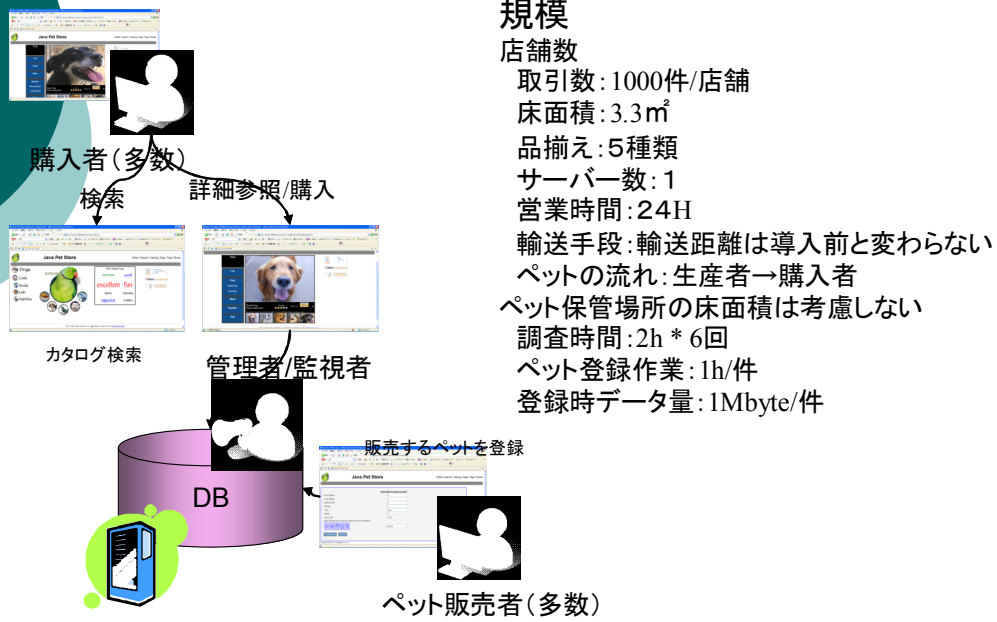 Java Pet Store
購入者(多数)
検索
詳細参照/購入
Java Pet Store
excellent fun
カタログ検索
管理者/監視者
DB
販売するペットを登録
Java Pet Store
ペット販売者(多数)
規模
店舗数
取引数:1000件/店舗
床面積:3.3㎡
品揃え:5種類
サーバー数:1
営業時間:24H
輸送手段:輸送距離は導入前と変わらない
ペットの流れ:生産者→購入者
ペット保管場所の床面積は考慮しない
調査時間:2h * 6回
ペット登録作業:1h/件
登録時データ量:1Mbyte/件